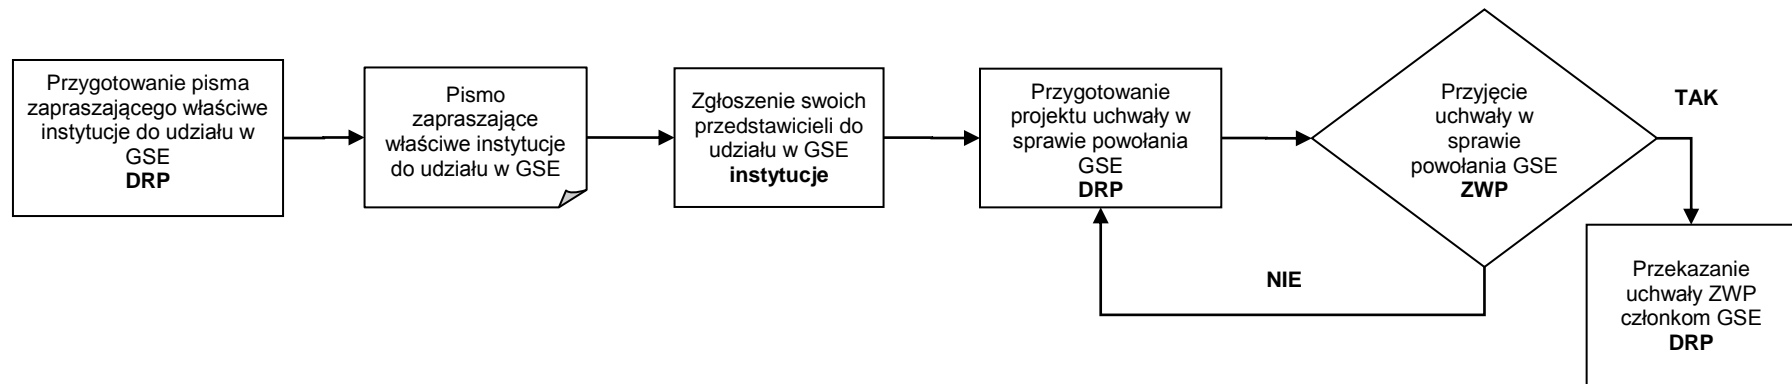 Przygotowanie pisma
zapraszającego właściwe
instytucje do udziału w
GSE
DRP
Pismo
zapraszające
właściwe instytucje
do udziału w GSE
Zgłoszenie swoich
przedstawicieli do
udziału w GSE
instytucje
Przygotowanie
projektu uchwały w
sprawie powołania
GSE
DRP
Przyjęcie
uchwały w
sprawie
powołania GSE
ZWP
TAK
NIE
Przekazanie
uchwały ZWP
członkom GSE
DRP